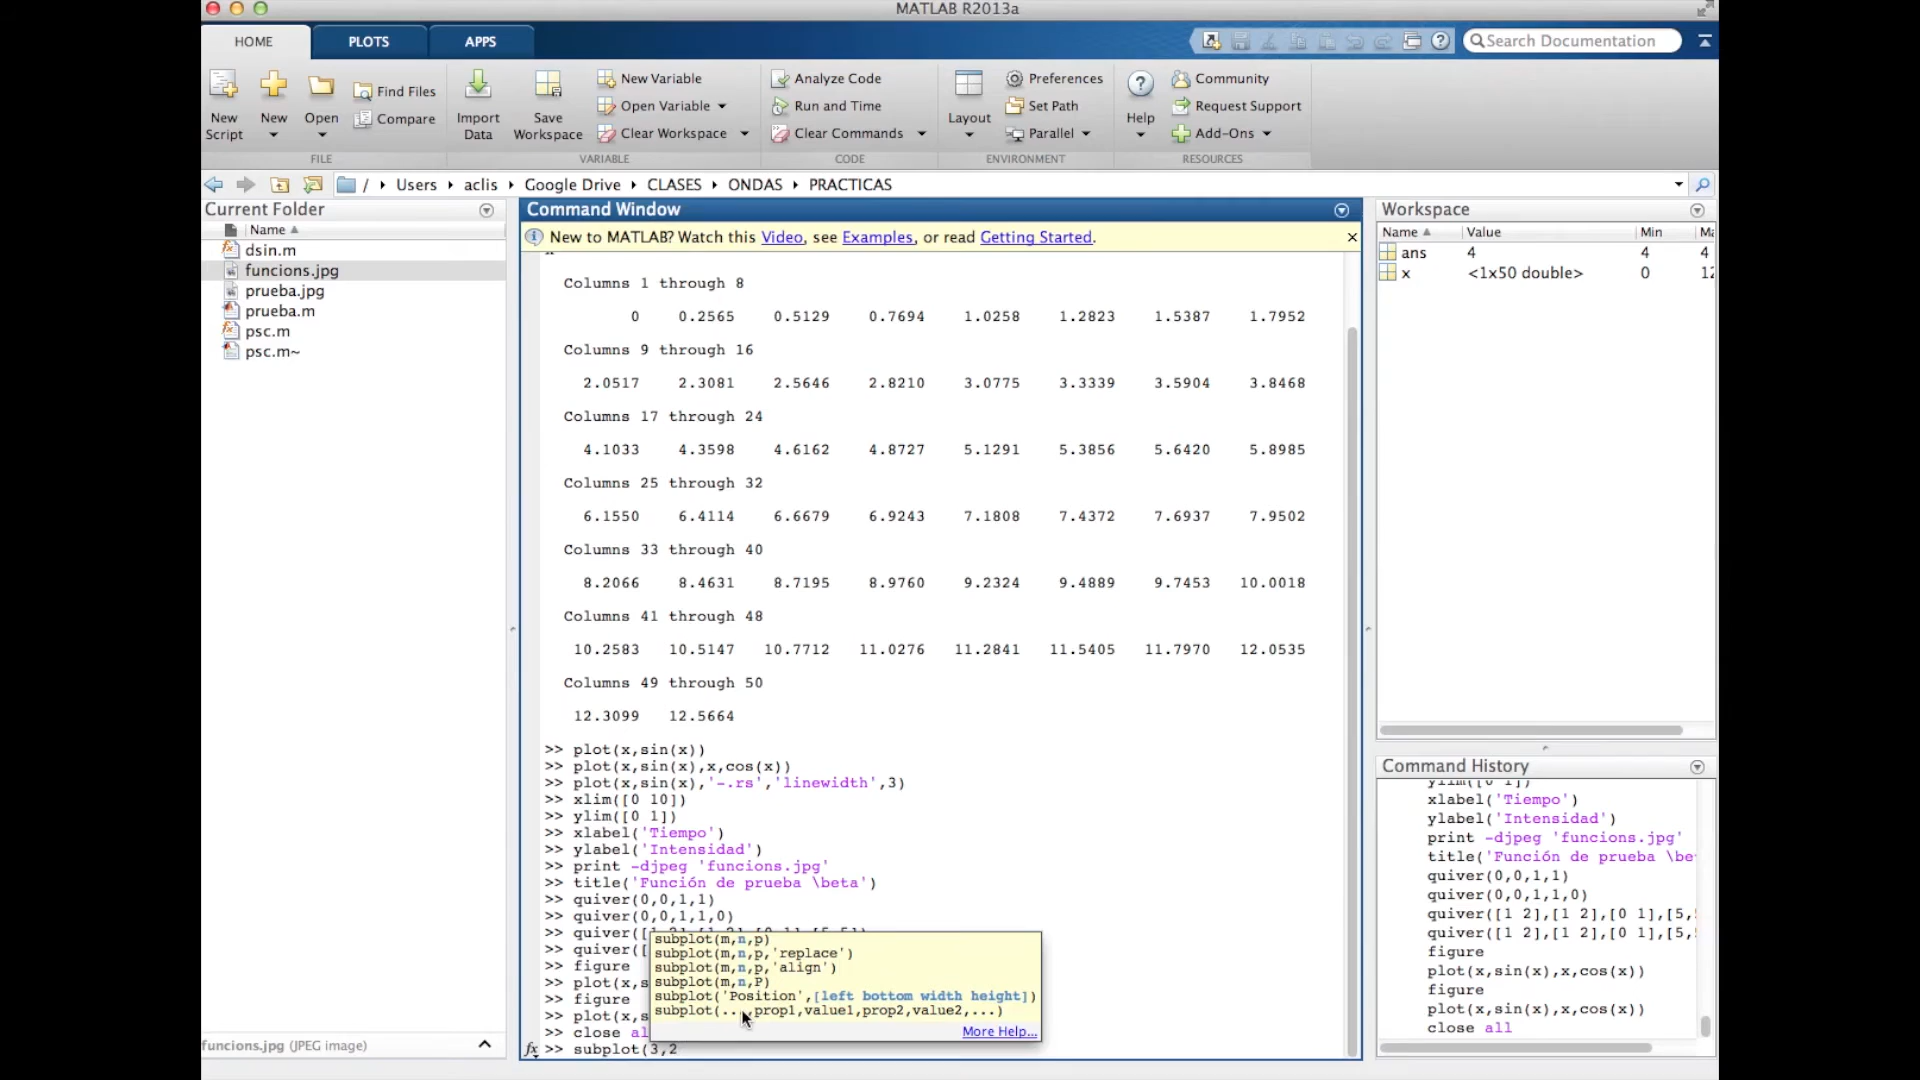 MATLAB R2013a
HOME PLOTS APPS
Search Documentation
New Script
New
Open
Find Files
Compare
Import Data
Save Workspace
New Variable
Open Variable
Clear Workspace
Analyze Code
Run and Time
Clear Commands
Layout
Preferences
Set Path
Parallel
Help
Community
Request Support
Add-Ons
FILE VARIABLE CODE ENVIRONMENT RESOURCES
/ Users aclis Google Drive CLASES ONDAS PRACTICAS
Current Folder
Name
dsin.m
funcions.jpg
prueba.jpg
prueba.m
psc.m
psc.m~
funcions.jpg (JPEG image)
Command Window
New to MATLAB? Watch this Video, see Examples, or read Getting Started.
Columns 1 through 8
0 0.2565 0.5129 0.7694 1.0258 1.2823 1.5387 1.7952
Columns 9 through 16
2.0517 2.3081 2.5646 2.8210 3.0775 3.3339 3.5904 3.8468
Columns 17 through 24
4.1033 4.3598 4.6162 4.8727 5.1291 5.3856 5.6420 5.8985
Columns 25 through 32
6.1550 6.4114 6.6679 6.9243 7.1808 7.4372 7.6937 7.9502
Columns 33 through 40
8.2066 8.4631 8.7195 8.9760 9.2324 9.4889 9.7453 10.0018
Columns 41 through 48
10.2583 10.5147 10.7712 11.0276 11.2841 11.5405 11.7970 12.0535
Columns 49 through 50
12.3099 12.5664
>> plot(x,sin(x))
>> plot(x,sin(x),x,cos(x))
>> plot(x,sin(x),'-.rs','linewidth',3)
>> xlim([0 10])
>> ylim([0 1])
>> xlabel('Tiempo')
>> ylabel('Intensidad')
>> print -djpeg 'funcions.jpg'
>> title('Función de prueba \beta')
>> quiver(0,0,1,1)
>> quiver(0,0,1,1,0)
>> quiver([
>> quiver([
>> figure
>> plot(x,s
>> figure
>> plot(x,s
>> close al
fx >> subplot(3,2
subplot(m,n,p)
subplot(m,n,p,'replace')
subplot(m,n,p,'align')
subplot(m,n,P)
subplot('Position',[left bottom width height])
subplot(...,prop1,value1,prop2,value2,...)
More Help...
Workspace
Name Value Min Ma
ans 4 4 4
x <1x50 double> 0 12
Command History
ylim([0 1])
xlabel('Tiempo')
ylabel('Intensidad')
print -djpeg 'funcions.jpg'
title('Función de prueba \be
quiver(0,0,1,1)
quiver(0,0,1,1,0)
quiver([1 2],[1 2],[0 1],[5,
quiver([1 2],[1 2],[0 1],[5,
figure
plot(x,sin(x),x,cos(x))
figure
plot(x,sin(x),x,cos(x))
close all